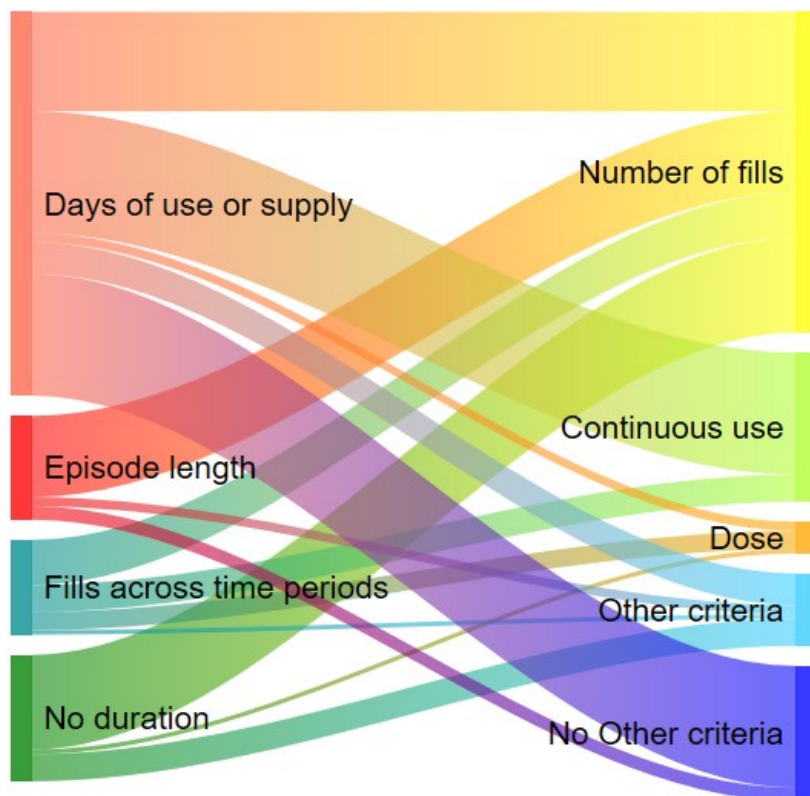 Days of use or supply
Episode length
Fills across time periods
No duration
Number of fills
Continuous use
Dose
Other criteria
No Other criteria